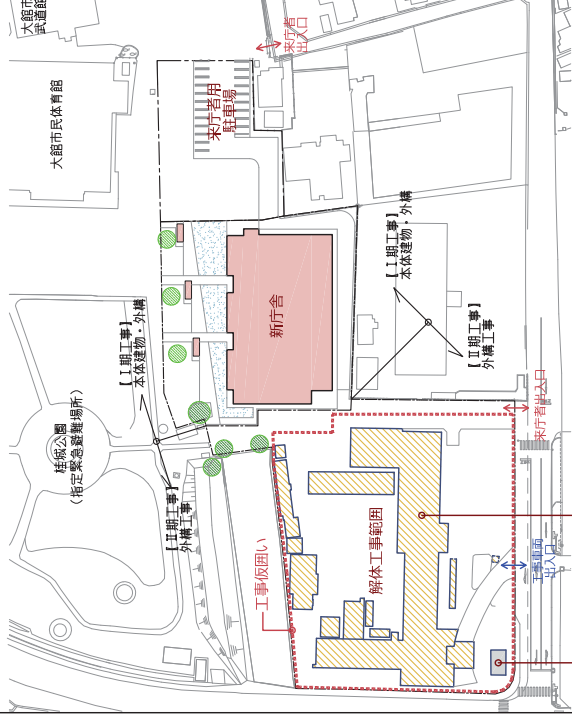 大館市
武道館
来庁者
出入口
大館市民体育館
来庁者用
駐車場
【Ⅰ期工事】
本体建物・外構
新庁舎
【Ⅱ期工事】
外構工事
【Ⅰ期工事】
本体建物・外構
桂城公園
（指定緊急避難場所）
【Ⅱ期工事】
外構工事
来庁者出入口
工事仮囲い
解体工事範囲
工事車両
出入口